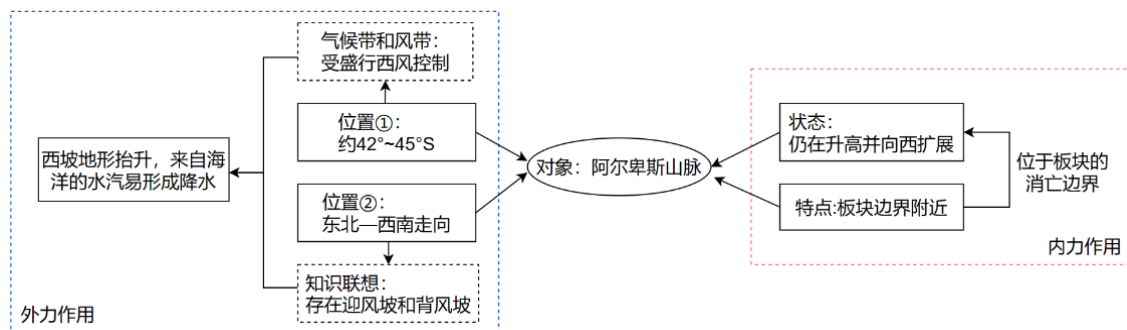 气候带和风带：
受盛行西风控制
位置①：
约42°~45°S
西坡地形抬升，来自海
洋的水汽易形成降水
位置②：
东北—西南走向
知识联想：
存在迎风坡和背风坡
外力作用
对象：阿尔卑斯山脉
状态：
仍在升高并向西扩展
特点:板块边界附近
位于板块的
消亡边界
内力作用